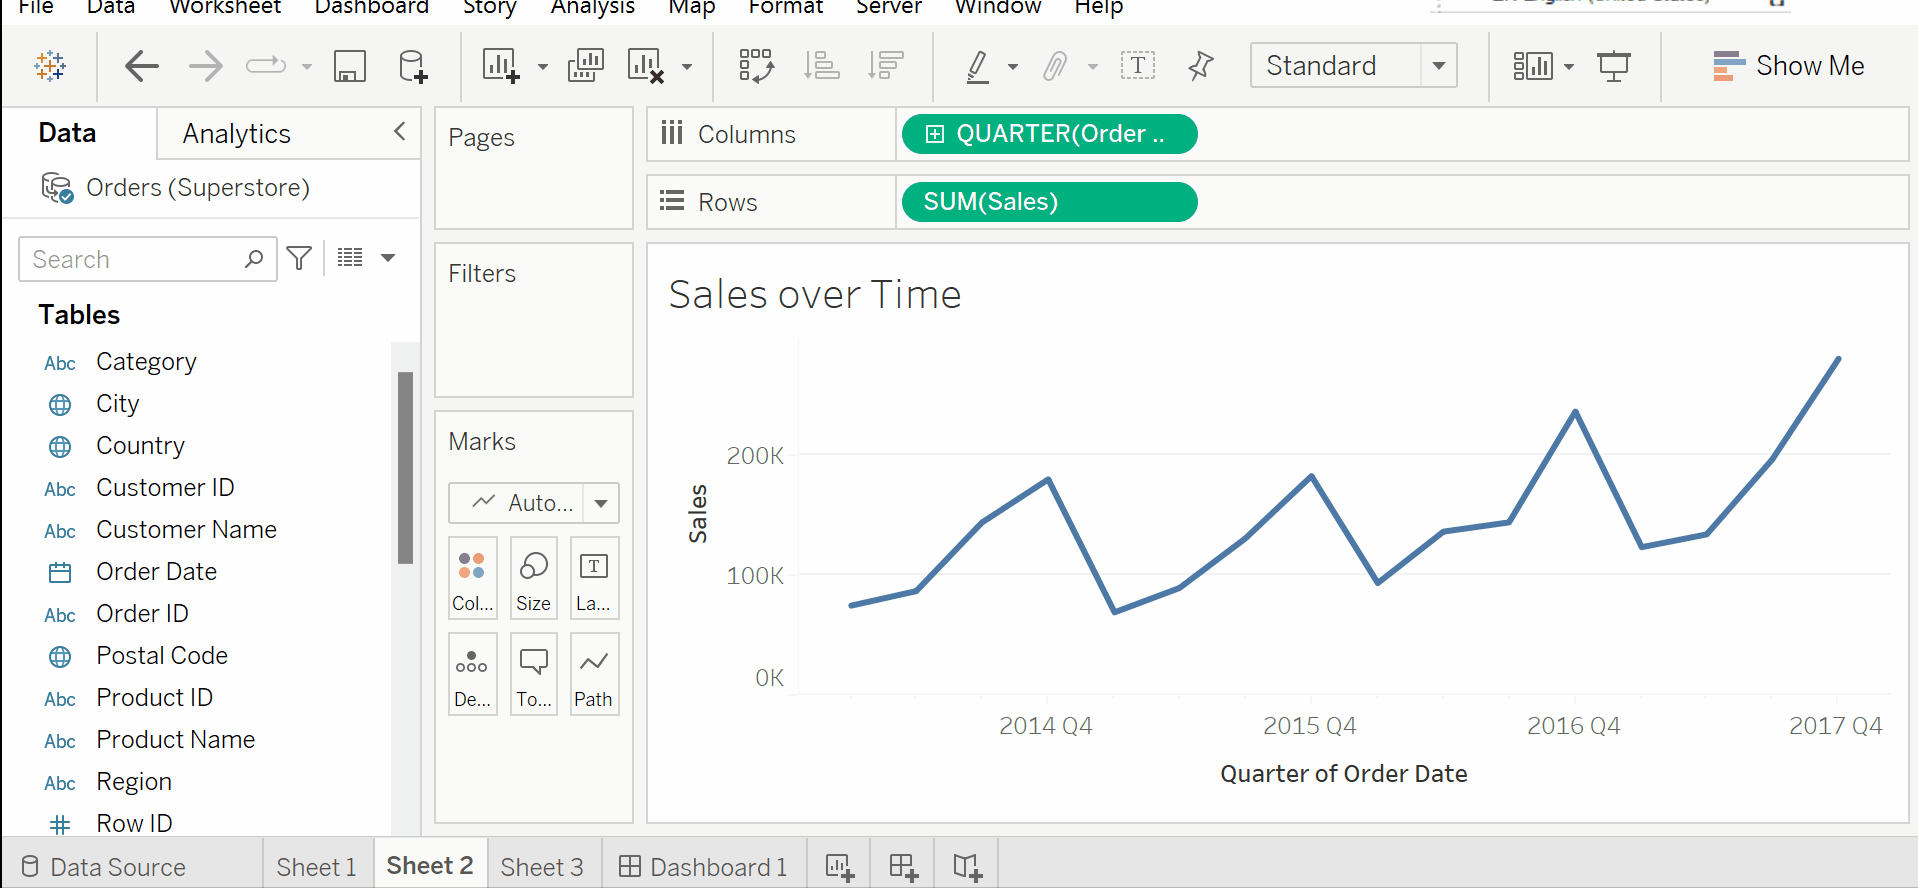 File Data Worksheet Dashboard Story Analysis Map Format Server Window Help
Standard
Show Me
Data Analytics
Orders (Superstore)
Search
Tables
Abc Category
City
Country
Abc Customer ID
Abc Customer Name
Order Date
Abc Order ID
Postal Code
Abc Product ID
Abc Product Name
Abc Region
Row ID
Pages
Filters
Marks
Auto...
Col... Size T La...
De... To... Path
Columns QUARTER(Order ..
Rows SUM(Sales)
Sales over Time
200K
100K
0K
Sales
2014 Q4 2015 Q4 2016 Q4 2017 Q4
Quarter of Order Date
Data Source Sheet 1 Sheet 2 Sheet 3 Dashboard 1